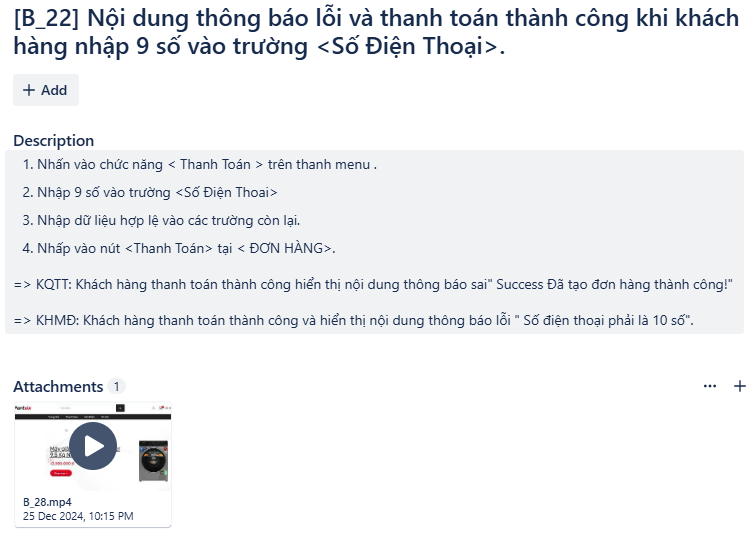 [B_22] Nội dung thông báo lỗi và thanh toán thành công khi khách
hàng nhập 9 số vào trường <Số Điện Thoại>.
+ Add
Description
1. Nhấn vào chức năng < Thanh Toán > trên thanh menu .
2. Nhập 9 số vào trường <Số Điện Thoai>
3. Nhập dữ liệu hợp lệ vào các trường còn lại.
4. Nhấp vào nút <Thanh Toán> tại < ĐƠN HÀNG>.
=> KQTT: Khách hàng thanh toán thành công hiển thị nội dung thông báo sai" Success Đã tạo đơn hàng thành công!"
=> KHMĐ: Khách hàng thanh toán thành công và hiển thị nội dung thông báo lỗi " Số điện thoại phải là 10 số".
Attachments 1
B_28.mp4
25 Dec 2024, 10:15 PM